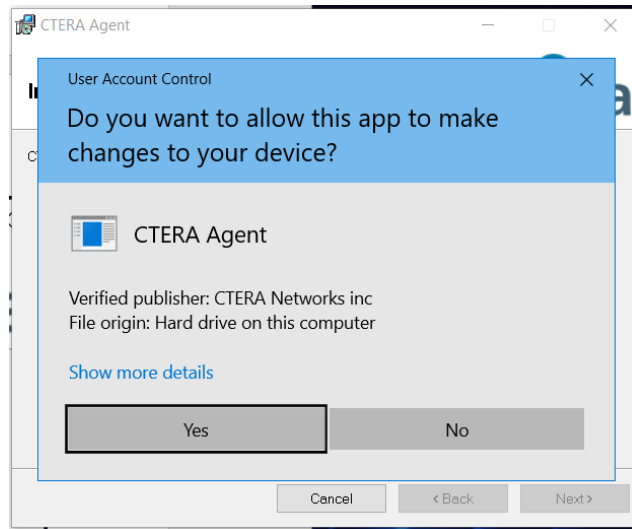 CTERA Agent
User Account Control
Do you want to allow this app to make
changes to your device?
CTERA Agent
Verified publisher: CTERA Networks inc
File origin: Hard drive on this computer
Show more details
Yes
No
Cancel
< Back
Next >